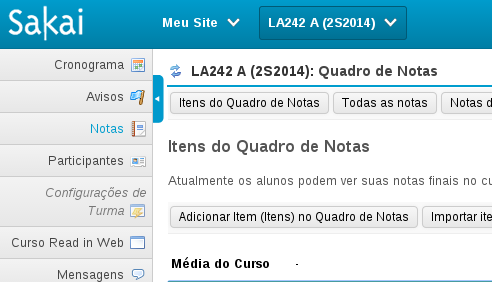 Sakai
Meu Site
LA242 A (2S2014)
Cronograma
Avisos
Notas
Participantes
Configurações de
Turma
Curso Read in Web
Mensagens
LA242 A (2S2014): Quadro de Notas
Itens do Quadro de Notas
Todas as notas
Notas d
Itens do Quadro de Notas
Atualmente os alunos podem ver suas notas finais no cu
Adicionar Item (Itens) no Quadro de Notas
Importar ite
Média do Curso -